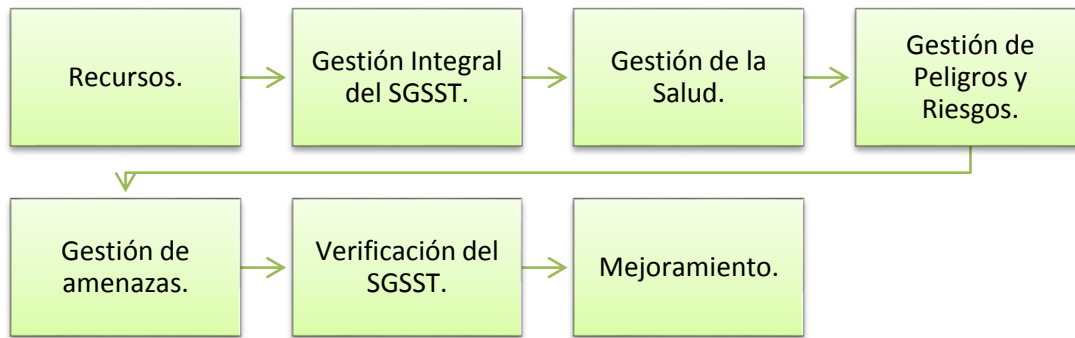 Recursos.
Gestión Integral
del SGSST.
Gestión de la
Salud.
Gestión de
Peligros y
Riesgos.
Gestión de
amenazas.
Verificación del
SGSST.
Mejoramiento.